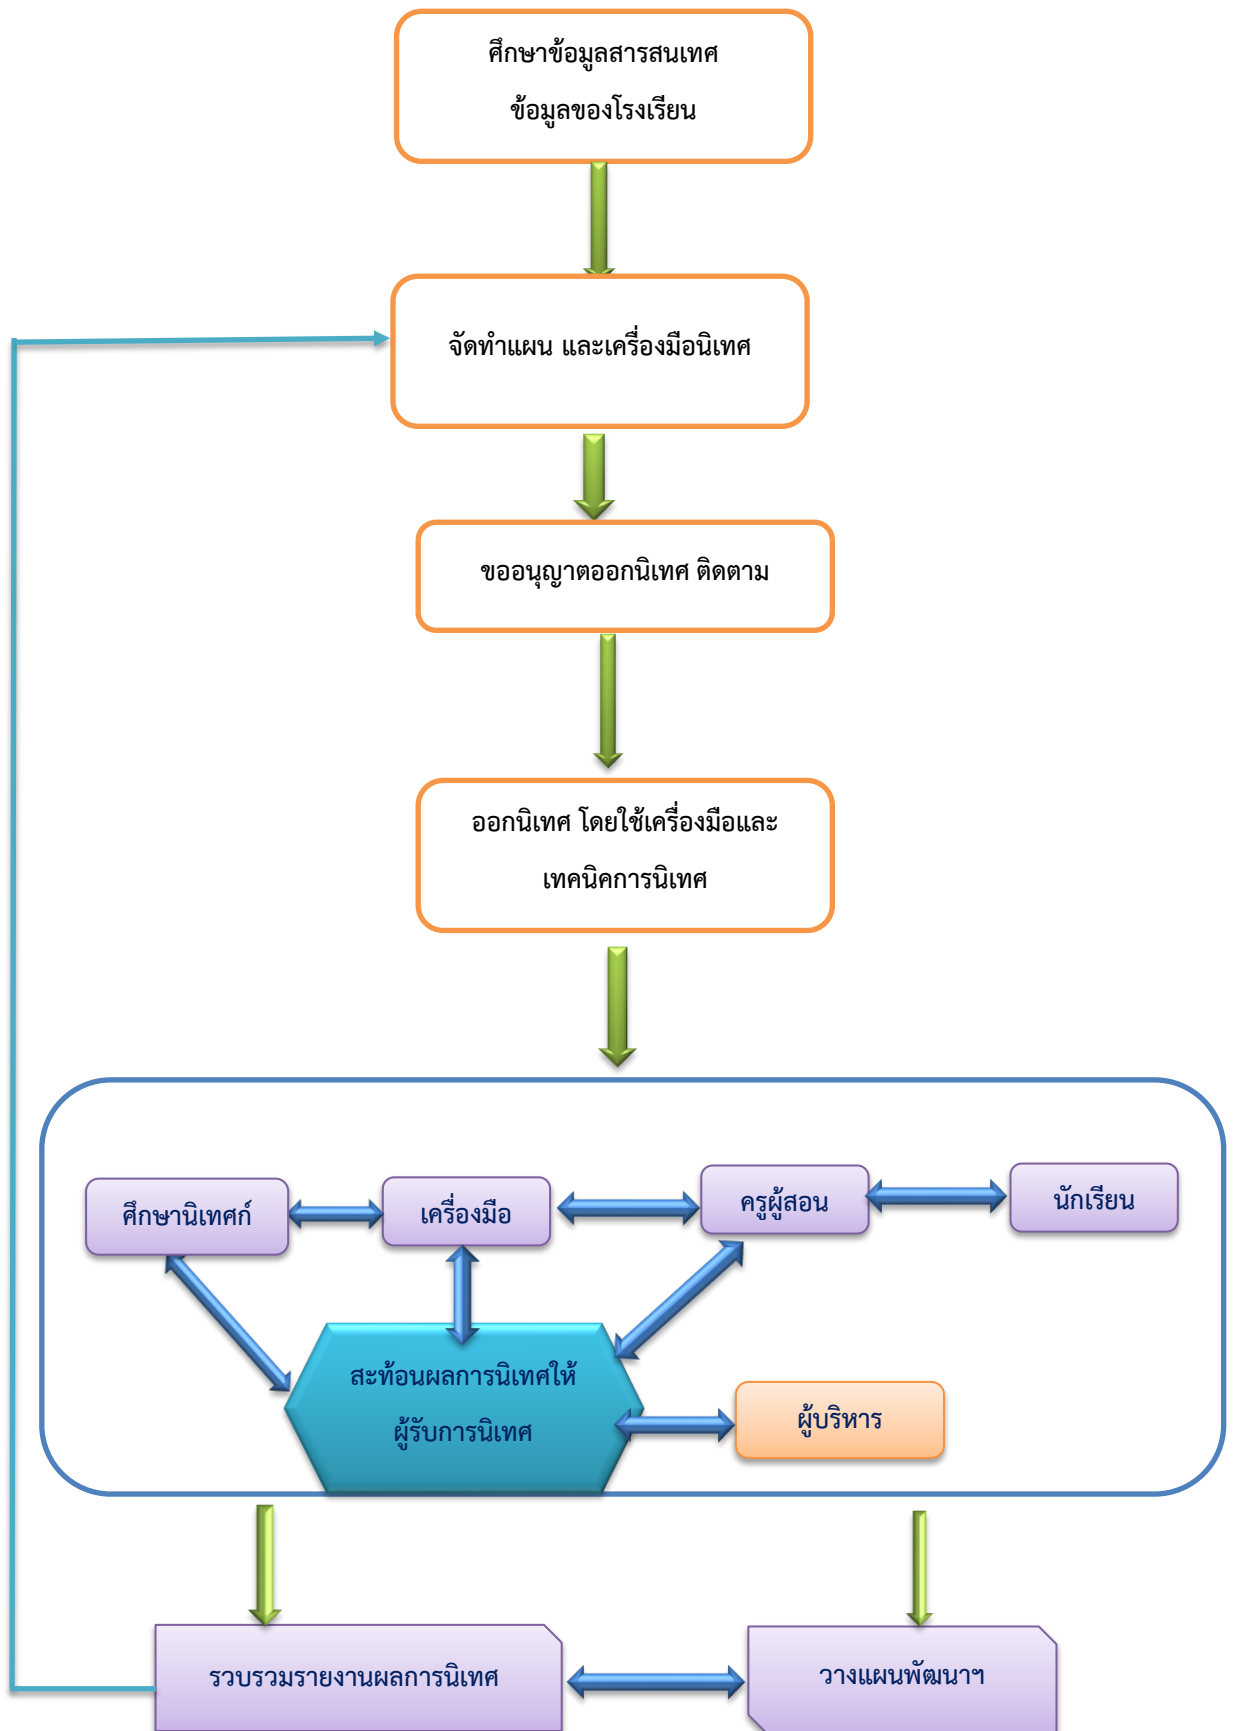 ศึกษาข้อมูลสารสนเทศ
ข้อมูลของโรงเรียน
จัดทำแผน และเครื่องมือนิเทศ
ขออนุญาตออกนิเทศ ติดตาม
ออกนิเทศ โดยใช้เครื่องมือและ
เทคนิคการนิเทศ
ศึกษานิเทศก์
เครื่องมือ
ครูผู้สอน
นักเรียน
สะท้อนผลการนิเทศให้
ผู้รับการนิเทศ
ผู้บริหาร
รวบรวมรายงานผลการนิเทศ
วางแผนพัฒนาฯ